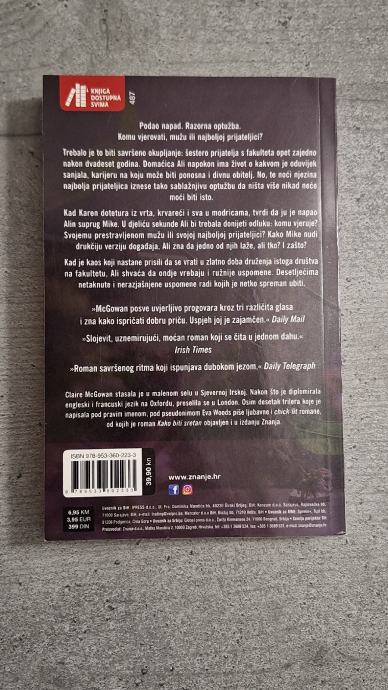 KNJIGA
DOSTUPNA
SVIMA
487
Podao napad. Razorna optužba.
Komu vjerovati, mužu ili najboljoj prijateljici?
Trebalo je to biti savršeno okupljanje: šestero prijatelja s fakulteta opet zajedno
nakon dvadeset godina. Domaćica Ali napokon ima život o kakvom je oduvijek
sanjala, karijeru na koju može biti ponosna i divnu obitelj. No, te noći njezina
najbolja prijateljica iznese tako sablažnjivu optužbu da ništa više nikad neće
moći biti isto.
Kad Karen dotetura iz vrta, krvareći i sva u modricama, tvrdi da ju je napao
Alin suprug Mike. U djeliću sekunde Ali bi trebala donijeti odluku: komu vjeruje?
Svojemu prestravljenom mužu ili svojoj najboljoj prijateljici? Kako Mike nudi
drukčiju verziju događaja, Ali zna da jedno od njih laže, ali tko? I zašto?
Kad je kaos koji nastane prisili da se vrati u zlatno doba druženja istoga društva
na fakultetu, Ali shvaća da ondje vrebaju i ružnije uspomene. Desetljećima
netaknute i nerazjašnjene uspomene radi kojih je netko spreman ubiti.
»McGowan posve uvjerljivo progovara kroz tri različita glasa
i zna kako ispričati dobru priču. Uspjeh joj je zajamčen.« Daily Mail
»Slojevit, uznemirujući, moćan roman koji se čita u jednom dahu.«
Irish Times
»Roman savršenog ritma koji ispunjava dubokom jezom.« Daily Telegraph
Claire McGowan stasala je u malenom selu u Sjevernoj Irskoj. Nakon što je diplomirala
engleski i francuski jezik na Oxfordu, preselila se u London. Osim desetak trilera koje je
napisala pod pravim imenom, pod pseudonimom Eva Woods piše ljubavne i chick-lit romane,
od kojih je roman Kako biti sretan objavljen i u izdanju Znanja.
ISBN 978-953-360-223-3
39,90 kn
9 789533 602233
www.znanje.hr
6,95 KM
3,95 EUR
399 DIN